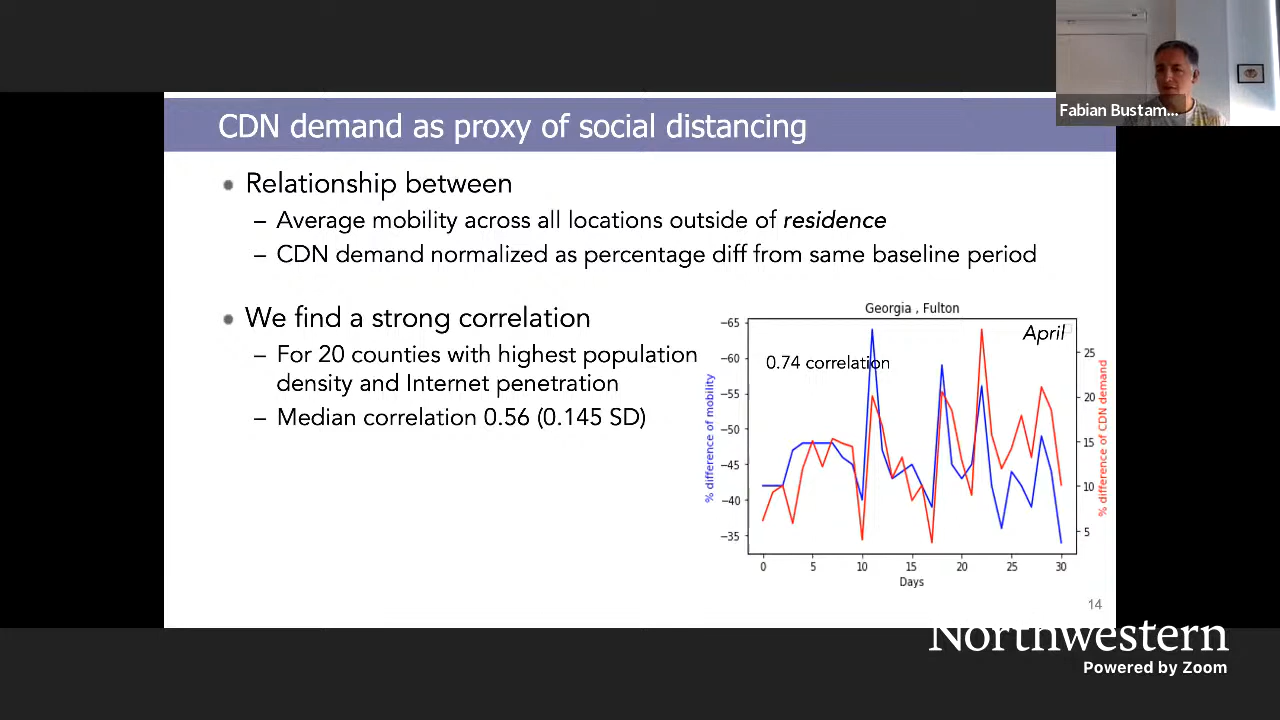 Fabian Bustam...
CDN demand as proxy of social distancing
Relationship between
– Average mobility across all locations outside of residence
– CDN demand normalized as percentage diff from same baseline period
We find a strong correlation
– For 20 counties with highest population
density and Internet penetration
– Median correlation 0.56 (0.145 SD)
Georgia , Fulton
April
0.74 correlation
% difference of mobility
−65
−60
−55
−50
−45
−40
−35
25
20
15
10
5
% difference of CDN demand
0 5 10 15 20 25 30
Days
14
Northwestern
Powered by Zoom